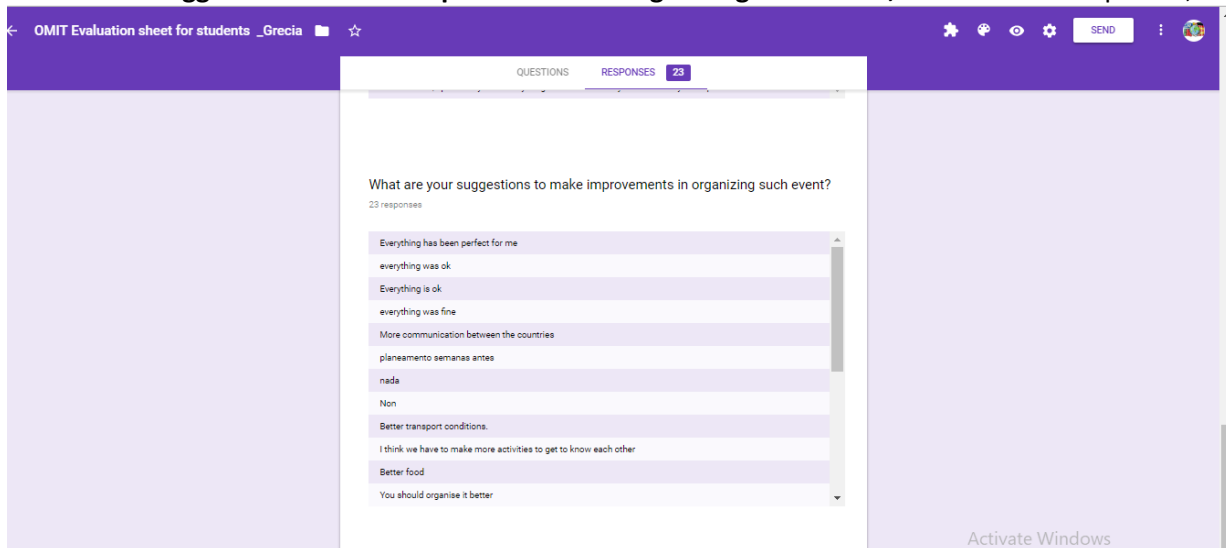 OMIT Evaluation sheet for students _Grecia
SEND
QUESTIONS RESPONSES 23
What are your suggestions to make improvements in organizing such event?
23 responses
Everything has been perfect for me
everything was ok
Everything is ok
everything was fine
More communication between the countries
planeamento semanas antes
nada
Non
Better transport conditions.
I think we have to make more activities to get to know each other
Better food
You should organise it better
Activate Windows